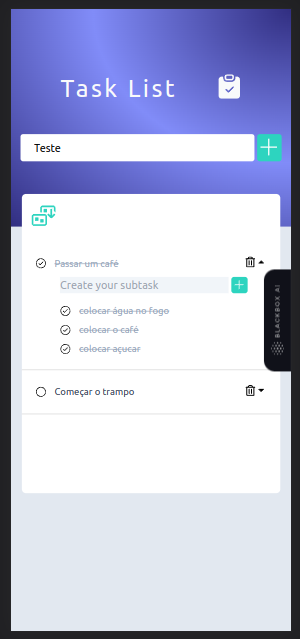 Task List
Teste
Passar um café
Create your subtask
colocar água no fogo
colocar o café
colocar açucar
BLACKBOX AI
Começar o trampo